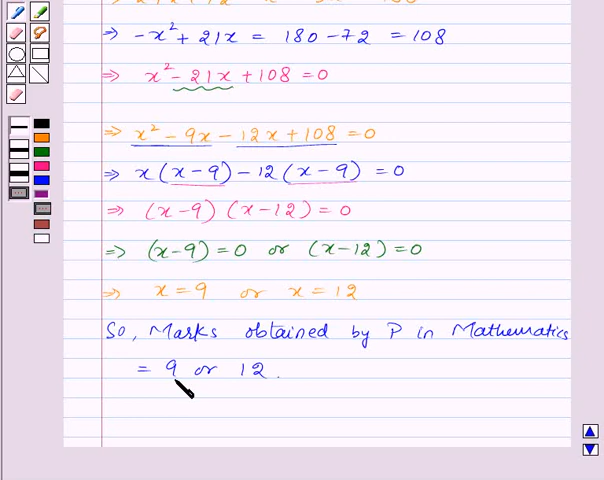 ⇒ -x² + 21x = 180 - 72 = 108
⇒ x² - 21x + 108 = 0
⇒ x² - 9x - 12x + 108 = 0
⇒ x(x-9) - 12(x-9) = 0
⇒ (x-9) (x-12) = 0
⇒ (x-9) = 0 or (x-12) = 0
⇒ x = 9 or x = 12
So, Marks obtained by P in Mathematics
= 9 or 12.